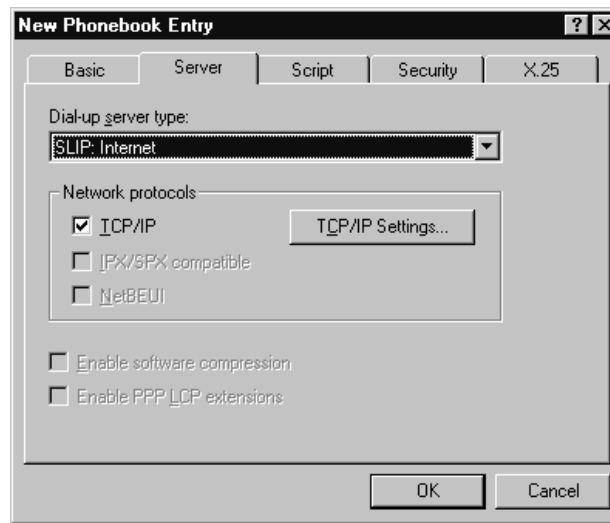 New Phonebook Entry
Basic Server Script Security X.25
Dial-up server type:
SLIP: Internet
Network protocols
TCP/IP TCP/IP Settings...
IPX/SPX compatible
NetBEUI
Enable software compression
Enable PPP LCP extensions
OK Cancel